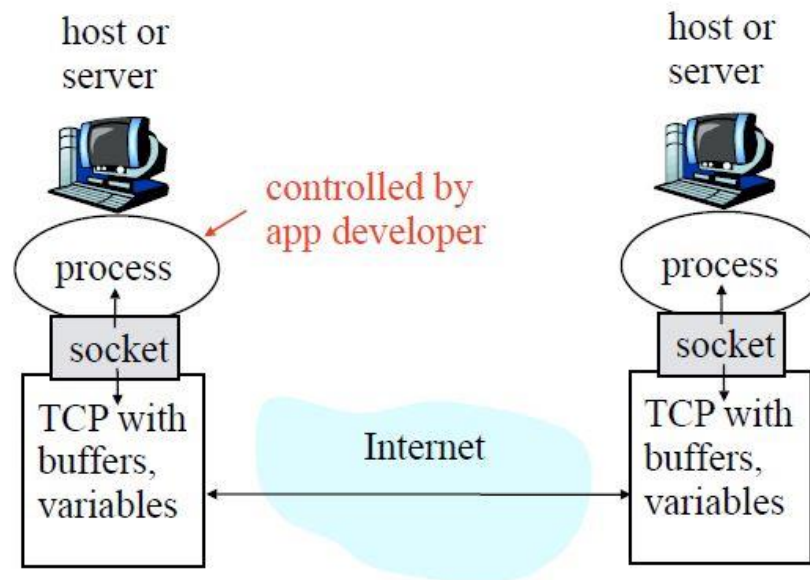 host or
server
host or
server
controlled by
app developer
process
process
socket
socket
TCP with
buffers,
variables
Internet
TCP with
buffers,
variables